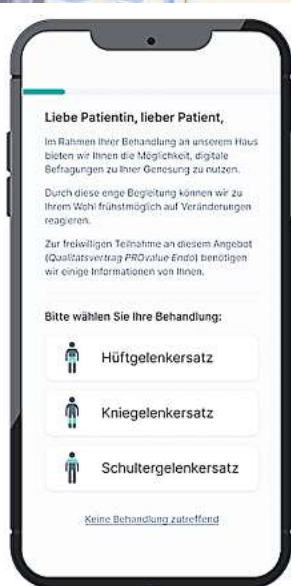 Liebe Patientin, lieber Patient,
Im Rahmen Ihrer Behandlung an unserem Haus
bieten wir Ihnen die Möglichkeit, digitale
Befragungen zu Ihrer Genesung zu nutzen.
Durch diese enge Begleitung können wir zu
Ihrem Wohl frühstmöglich auf Veränderungen
reagieren.
Zur freiwilligen Teilnahme an diesem Angebot
(Qualitätsvertrag PROvalue Endo) benötigen
wir einige Informationen von Ihnen.
Bitte wählen Sie Ihre Behandlung:
Hüftgelenkersatz
Kniegelenkersatz
Schultergelenkersatz
Keine Behandlung zutreffend